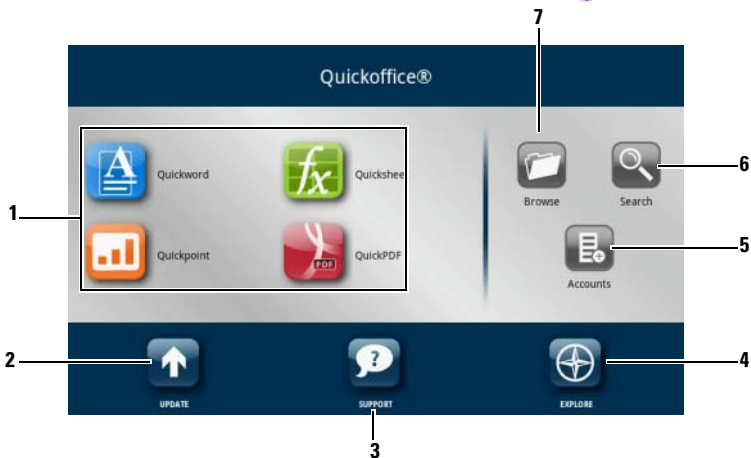 7
Quickoffice®
A
Quickword
fx
Quickshee
Browse
Search
6
1
Quickpoint
PDF
QuickPDF
Accounts
5
2
?
4
UPDATE
SUPPORT
EXPLORE
3